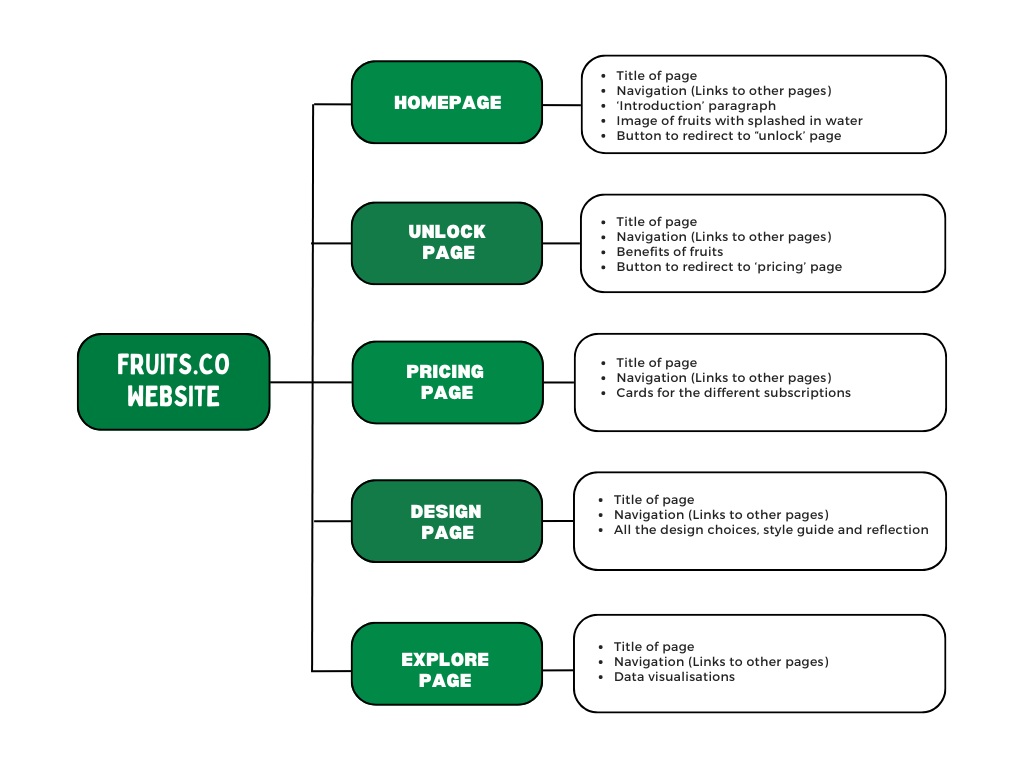 HOMEPAGE
• Title of page
• Navigation (Links to other pages)
• ‘Introduction’ paragraph
• Image of fruits with splashed in water
• Button to redirect to “unlock’ page
UNLOCK
PAGE
• Title of page
• Navigation (Links to other pages)
• Benefits of fruits
• Button to redirect to ‘pricing’ page
FRUITS.CO
WEBSITE
PRICING
PAGE
• Title of page
• Navigation (Links to other pages)
• Cards for the different subscriptions
DESIGN
PAGE
• Title of page
• Navigation (Links to other pages)
• All the design choices, style guide and reflection
EXPLORE
PAGE
• Title of page
• Navigation (Links to other pages)
• Data visualisations